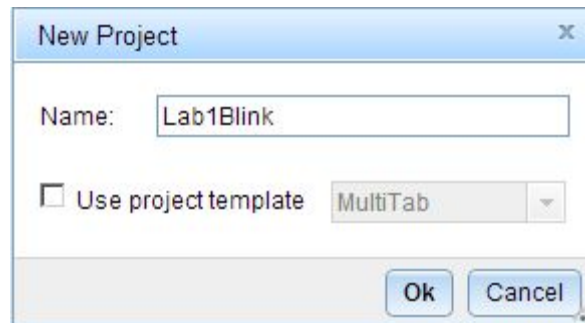 New Project x
Name: Lab1Blink
Use project template MultiTab
Ok Cancel